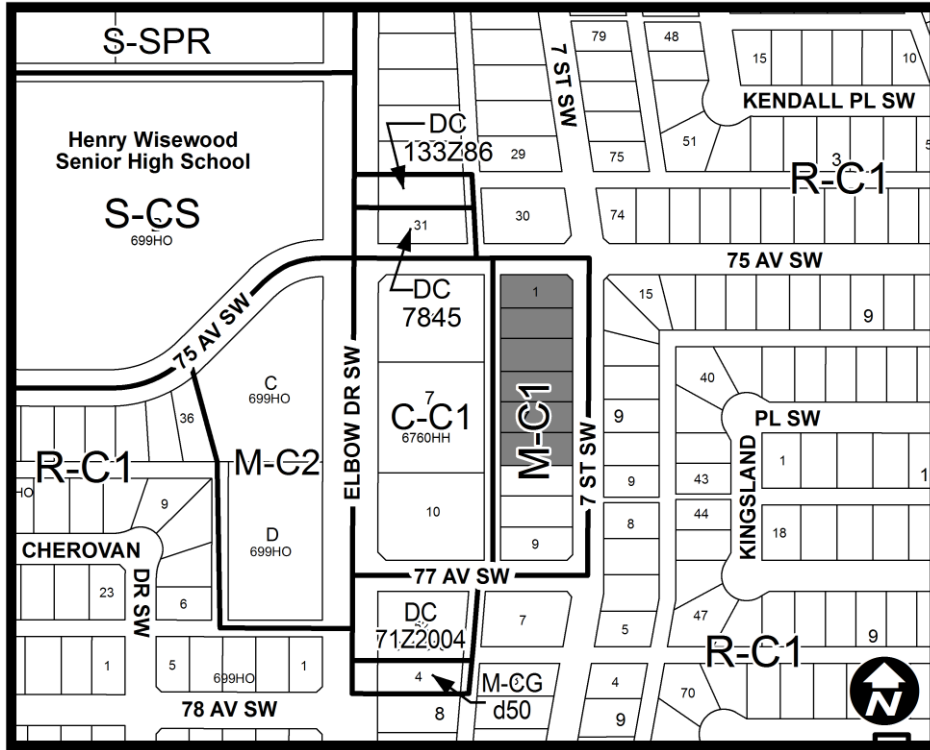 S-SPR
79
48
15
10
7 ST SW
KENDALL PL SW
Henry Wisewood
Senior High School
DC
133Z86
29
75
51
3
R-C1
S-CS
699HO
31
30
74
75 AV SW
DC
7845
1
15
9
75 AV SW
ELBOW DR SW
C
699HO
36
7
C-C1
6760HH
M-C1
7 ST SW
40
PL SW
9
R-C1
M-C2
HO
9
1
1
43
KINGSLAND
9
10
D
699HO
44
18
8
9
CHEROVAN
DR SW
23
6
77 AV SW
DC
71Z2004
7
5
47
9
R-C1
1
5
699HO
1
4
M-CG
d50
4
70
78 AV SW
8
9
N